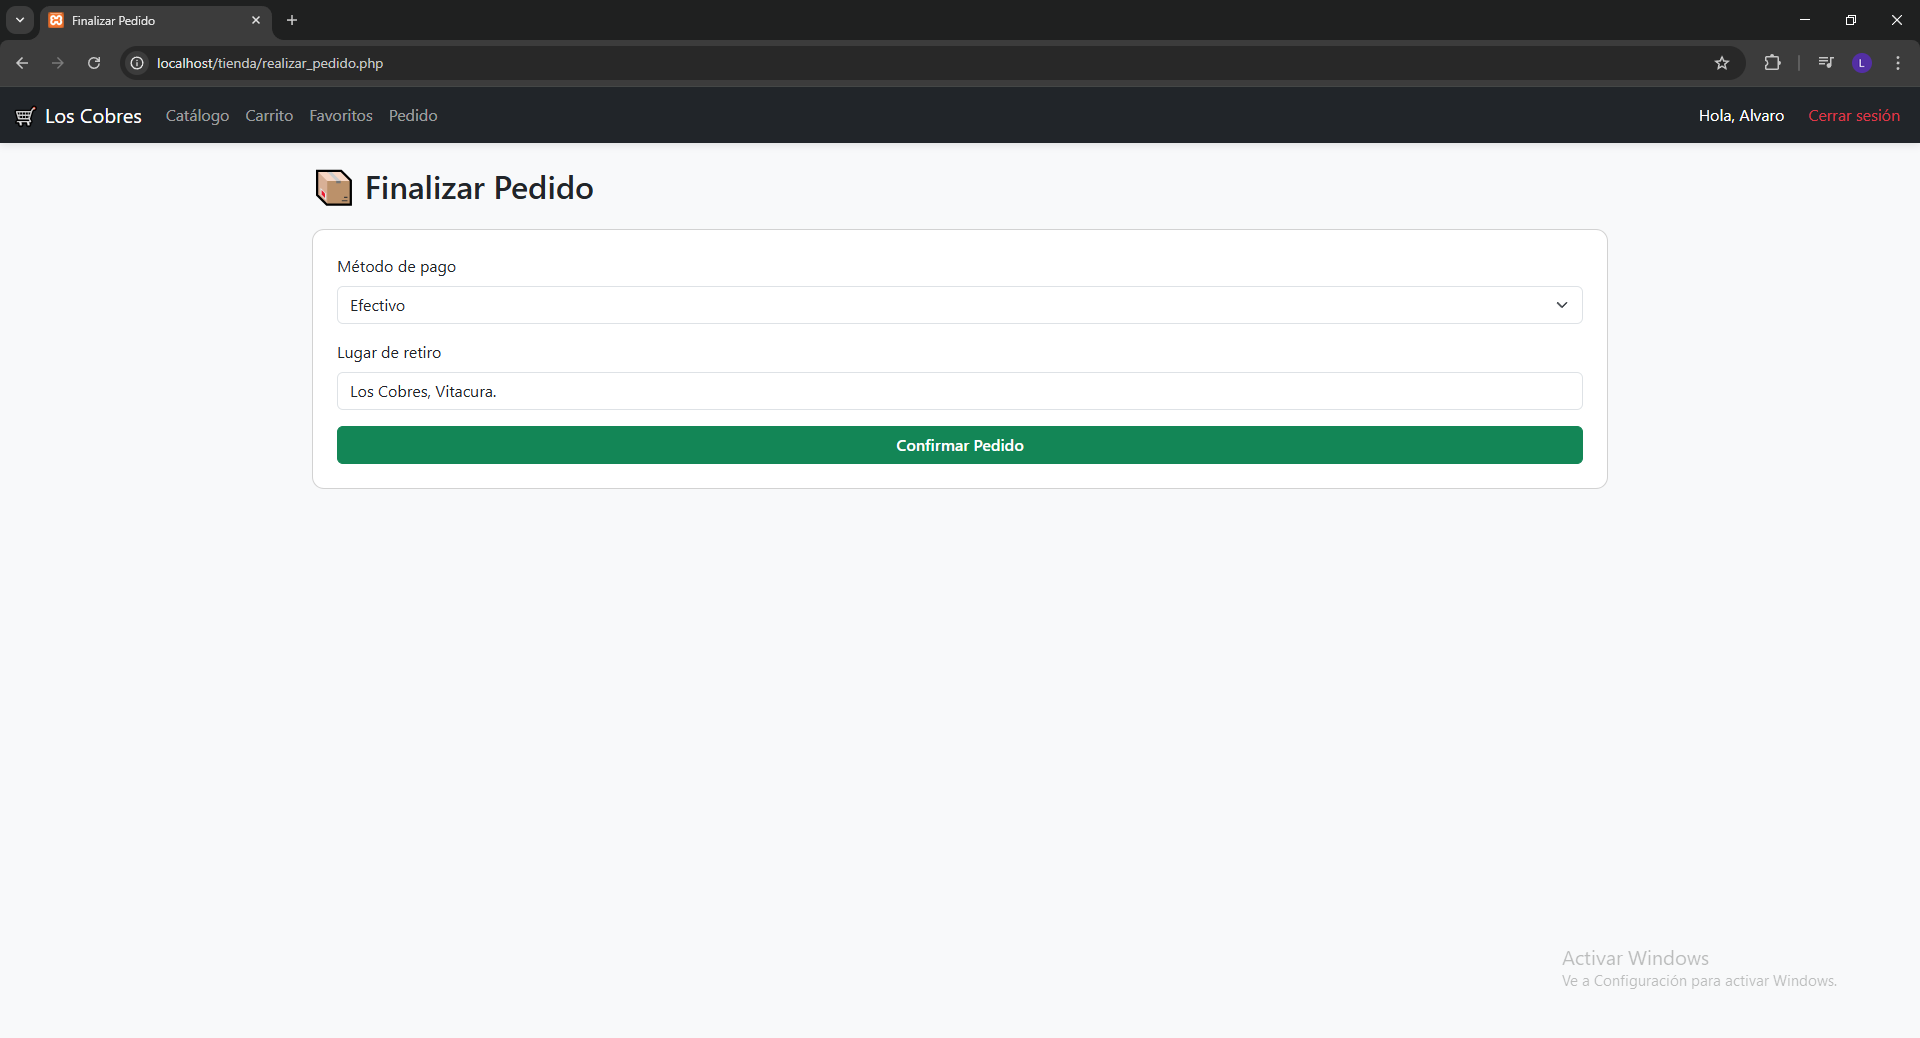 Finalizar Pedido
localhost/tienda/realizar_pedido.php
L
Los Cobres Catálogo Carrito Favoritos Pedido Hola, Alvaro Cerrar sesión
Finalizar Pedido
Método de pago
Efectivo
Lugar de retiro
Los Cobres, Vitacura.
Confirmar Pedido
Activar Windows
Ve a Configuración para activar Windows.